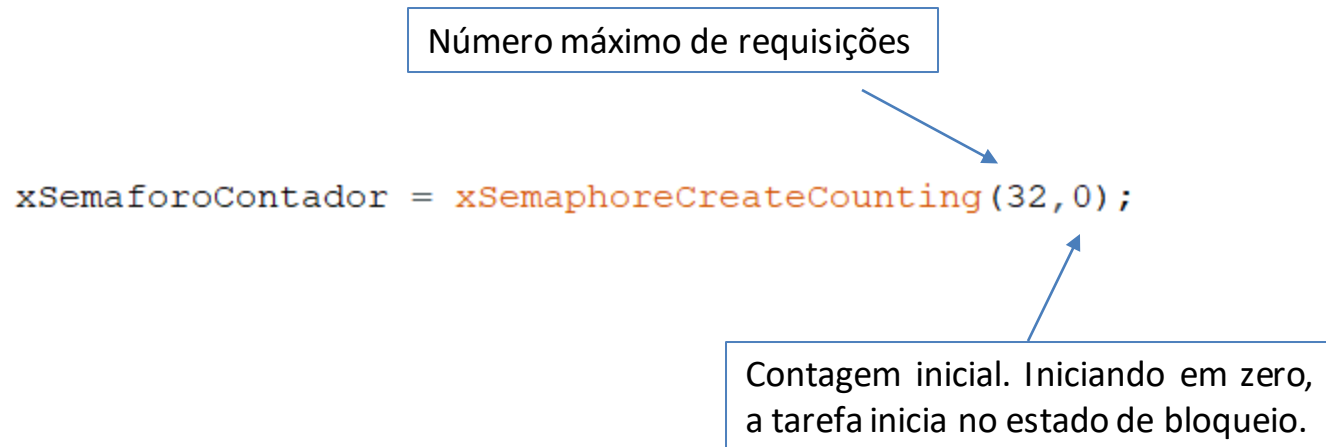 Número máximo de requisições
xSemaforoContador = xSemaphoreCreateCounting(32,0);
Contagem inicial. Iniciando em zero,
a tarefa inicia no estado de bloqueio.